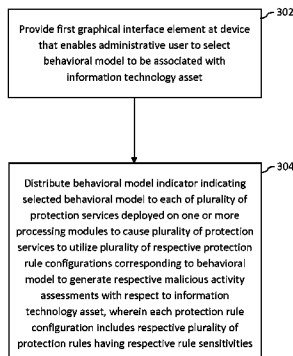 302
Provide first graphical interface element at device
that enables administrative user to select
behavioral model to be associated with
information technology asset
304
Distribute behavioral model indicator indicating
selected behavioral model to each of plurality of
protection services deployed on one or more
processing modules to cause plurality of protection
services to utilize plurality of respective protection
rule configurations corresponding to behavioral
model to generate respective malicious activity
assessments with respect to information
technology asset, wherein each protection rule
configuration includes respective plurality of
protection rules having respective rule sensitivities